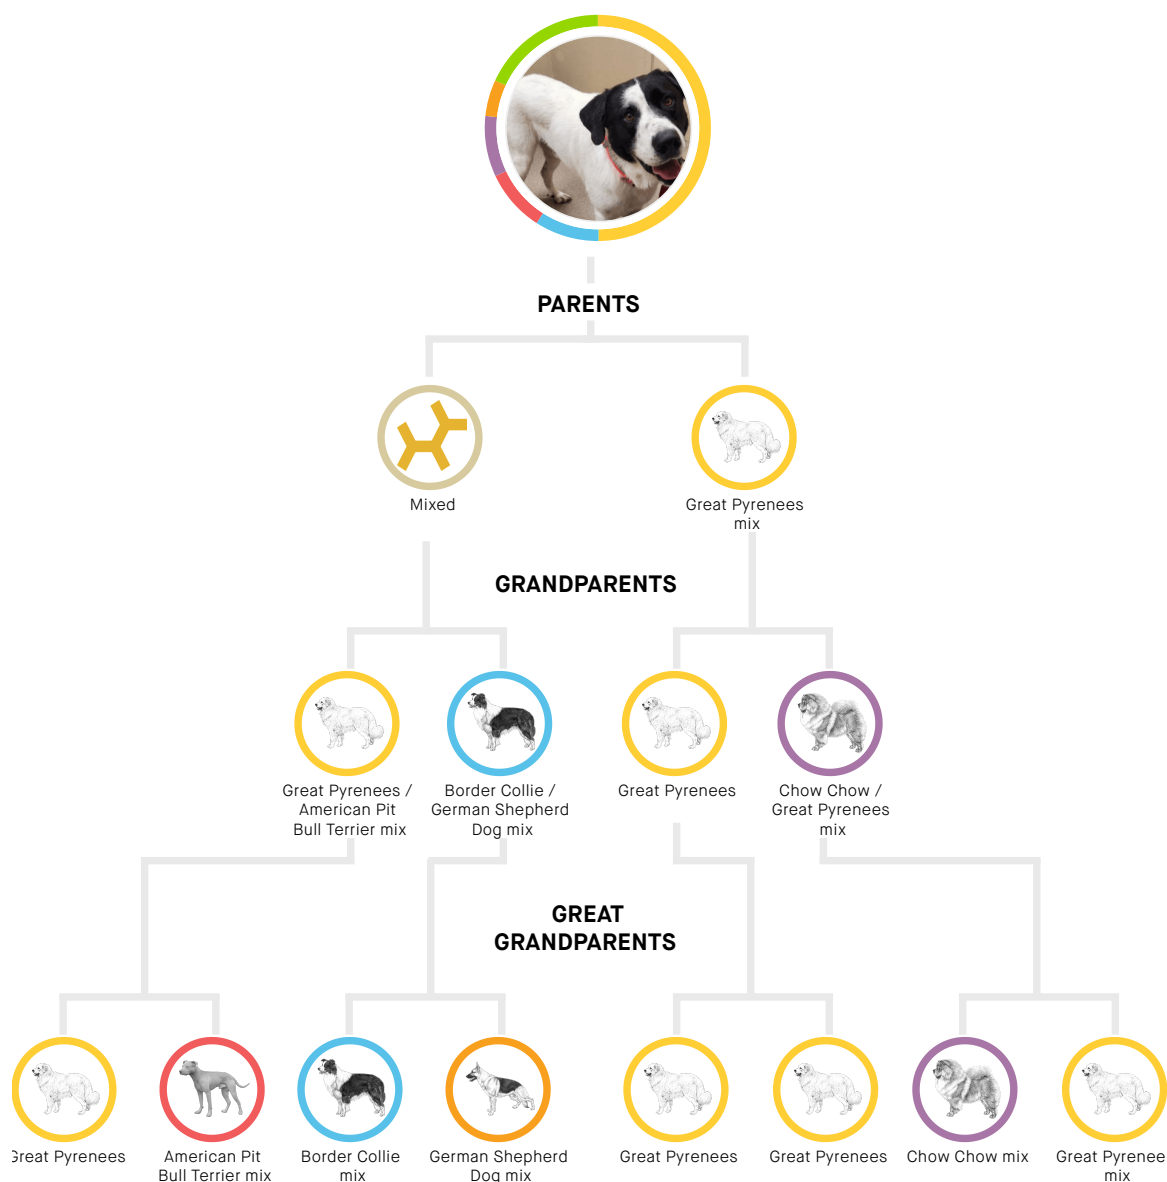 PARENTS
Mixed
Great Pyrenees
mix
GRANDPARENTS
Great Pyrenees /
American Pit
Bull Terrier mix
Border Collie /
German Shepherd
Dog mix
Great Pyrenees
Chow Chow /
Great Pyrenees
mix
GREAT
GRANDPARENTS
Great Pyrenees
American Pit
Bull Terrier mix
Border Collie
mix
German Shepherd
Dog mix
Great Pyrenees
Great Pyrenees
Chow Chow mix
Great Pyrenee
mix